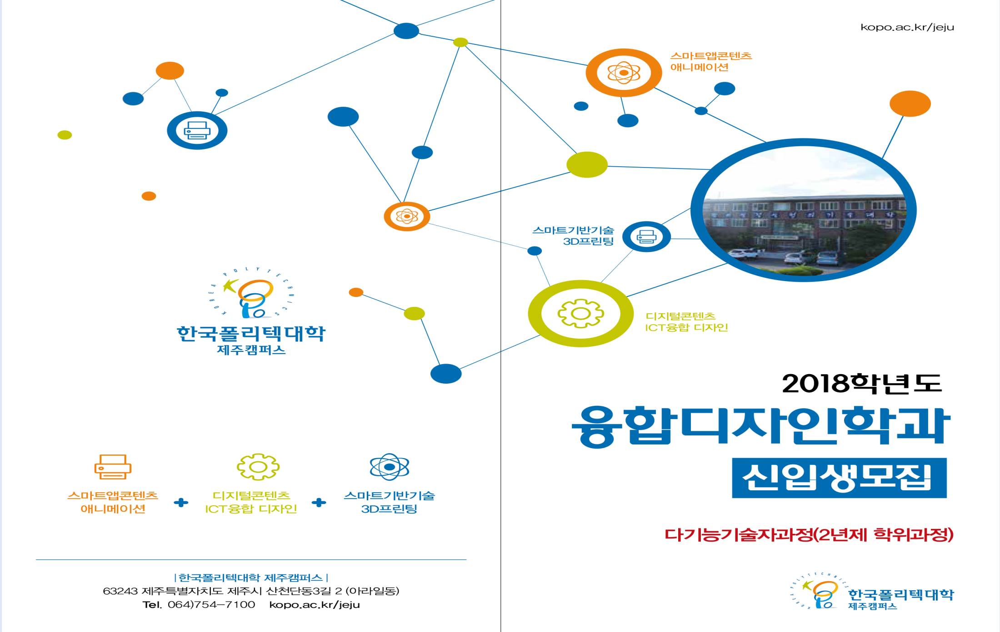 KOREA POLYTECHNICS
한국폴리텍대학
제주캠퍼스
스마트앱콘텐츠
애니메이션
디지털콘텐츠
ICT융합 디자인
스마트기반기술
3D프린팅
|한국폴리텍대학 제주캠퍼스|
63243 제주특별자치도 제주시 산천단동3길 2 (아라일동)
Tel. 064)754-7100 kopo.ac.kr/jeju
kopo.ac.kr/jeju
스마트앱콘텐츠
애니메이션
스마트기반기술
3D프린팅
디지털콘텐츠
ICT융합 디자인
2018학년도
융합디자인학과
신입생모집
다기능기술자과정(2년제 학위과정)
KOREA POLYTECHNICS
한국폴리텍대학
제주캠퍼스